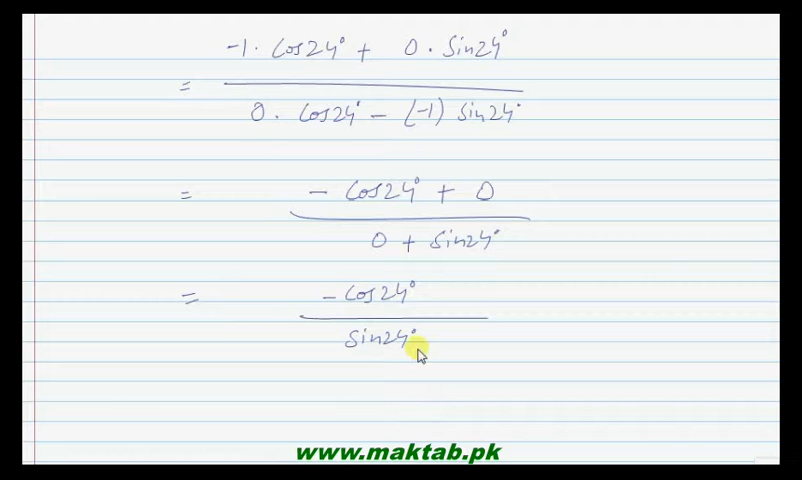 -1. Cos24° + 0. Sin24°
= ―――――――――
0. Cos24° - (-1) Sin24°
= - Cos24° + 0
0 + Sin24°
= - Cos24°
Sin24°
www.maktab.pk